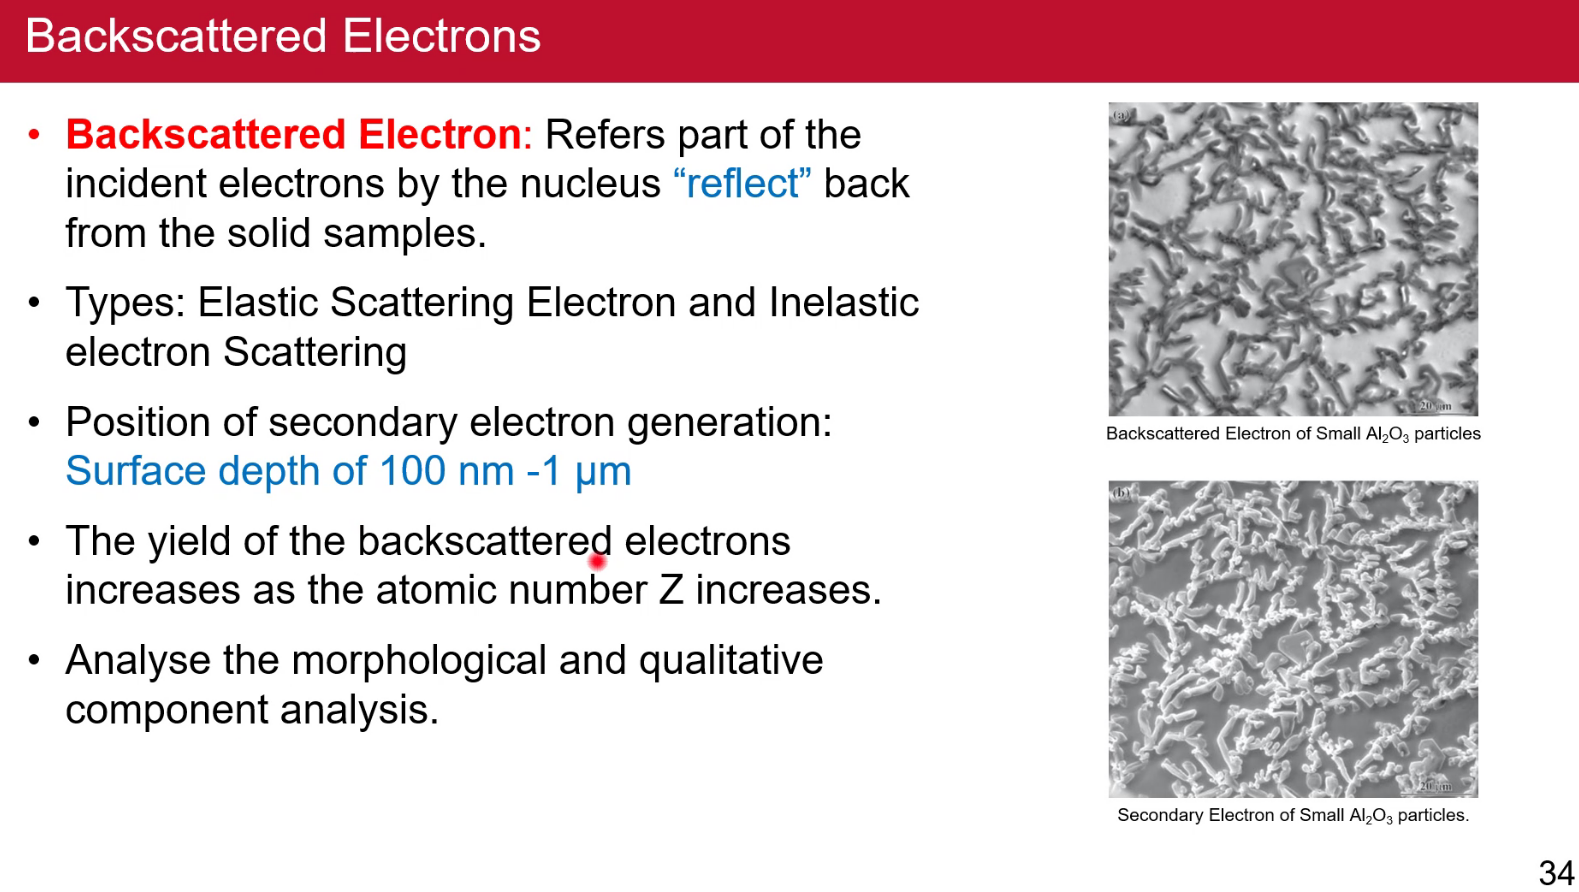 Backscattered Electrons
• Backscattered Electron: Refers part of the
incident electrons by the nucleus “reflect” back
from the solid samples.
• Types: Elastic Scattering Electron and Inelastic
electron Scattering
• Position of secondary electron generation:
Surface depth of 100 nm -1 μm
• The yield of the backscattered electrons
increases as the atomic number Z increases.
• Analyse the morphological and qualitative
component analysis.
(a)
20 μm
Backscattered Electron of Small Al₂O₃ particles
(b)
20 μm
Secondary Electron of Small Al₂O₃ particles.
34